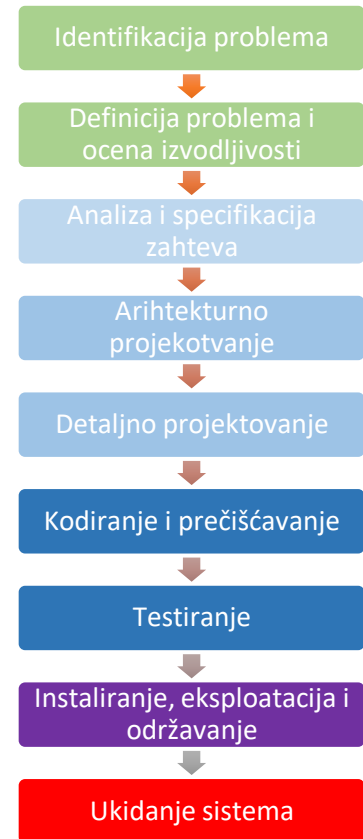 Identifikacija problema
Definicija problema i
ocena izvodljivosti
Analiza i specifikacija
zahteva
Arihtekturno
projekotvanje
Detaljno projektovanje
Kodiranje i prečišćavanje
Testiranje
Instaliranje, eksploatacija i
održavanje
Ukidanje sistema